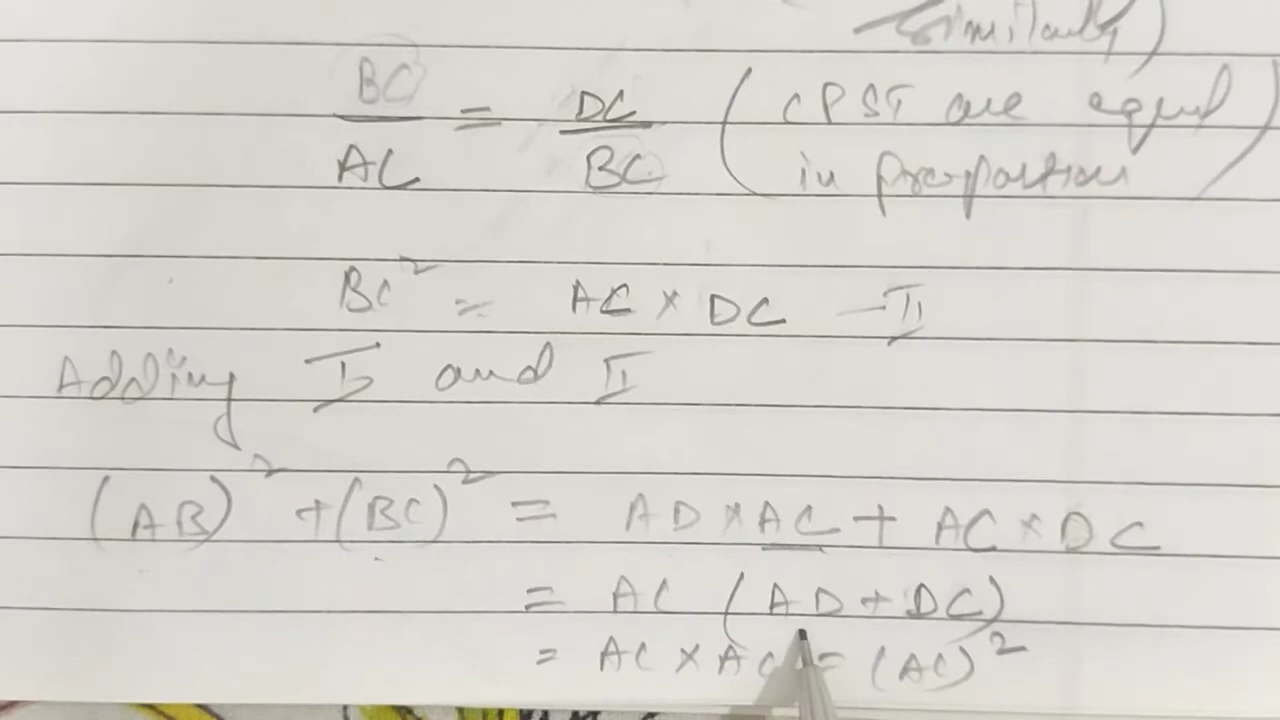 Similarly)
BC/AC = DC/BC (CPST are equal in proportion)
BC² = AC × DC – II
Adding I and II
(AB)² + (BC)² = AD × AC + AC × DC
= AC (AD + DC)
= AC × AC = (AC)²